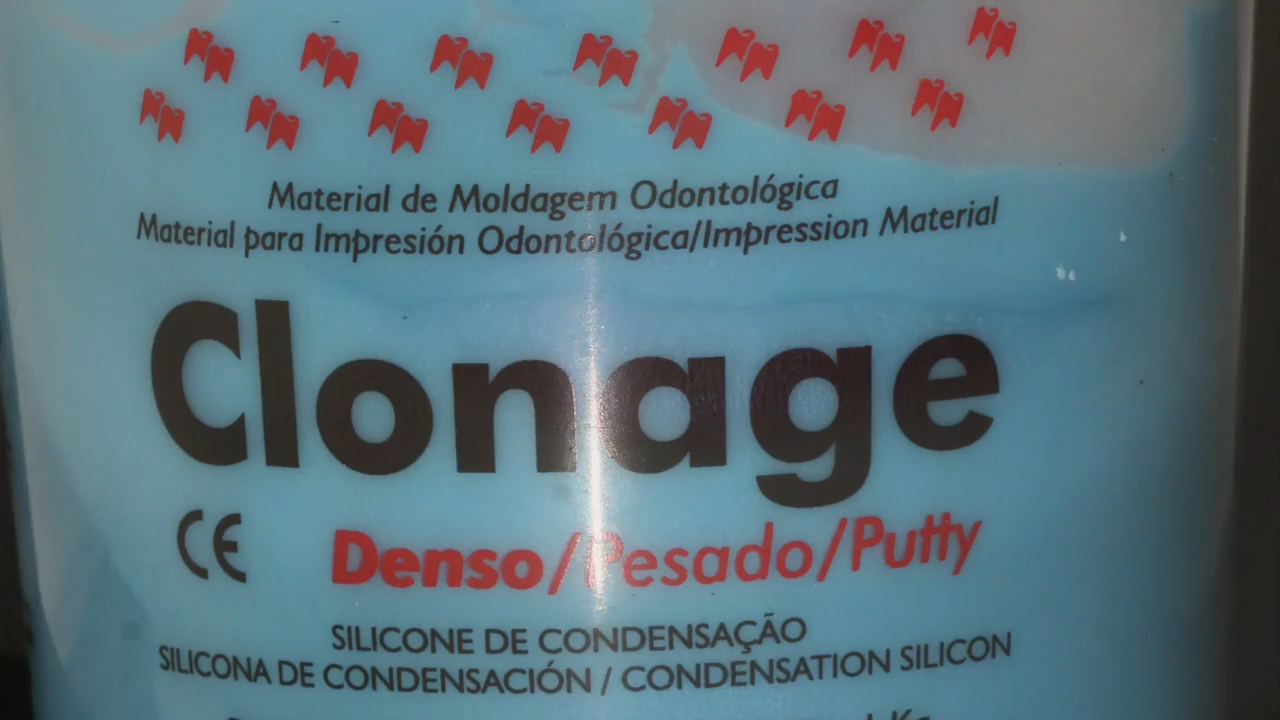 Material de Moldagem Odontológica
Material para Impresión Odontológica/Impression Material
Clonage
CE
Denso/Pesado/Putty
SILICONE DE CONDENSAÇÃO
SILICONA DE CONDENSACIÓN / CONDENSATION SILICON